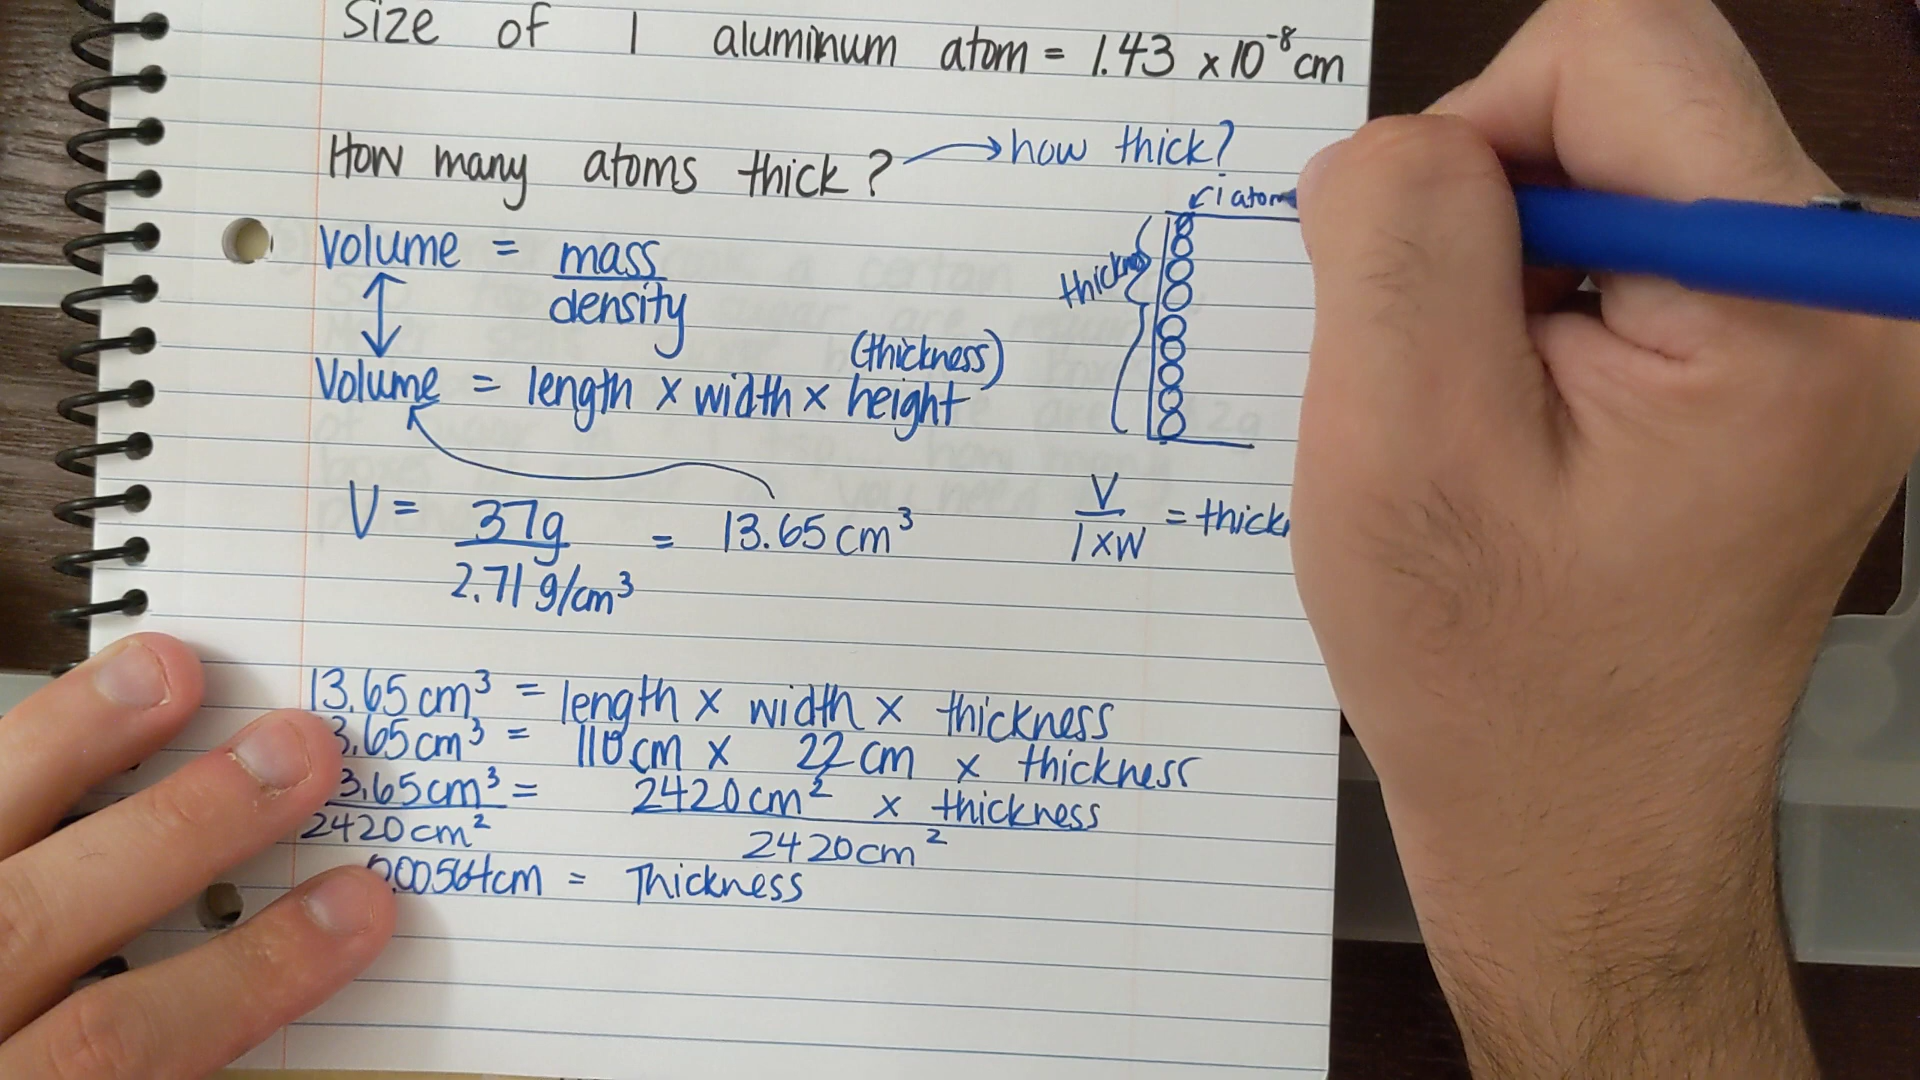 Size of 1 aluminum atom = 1.43 x10⁻⁸cm
How many atoms thick? → how thick?
1 atom
volume = mass
density
thickness
(thickness)
Volume = length x width x height
V = 37g = 13.65 cm³
2.71 g/cm³
V = thick
l x w
13.65 cm³ = length x width x thickness
3.65 cm³ = 110 cm x 22 cm x thickness
3.65 cm³ = 2420 cm² x thickness
2420 cm² 2420 cm²
0.00564 cm = Thickness